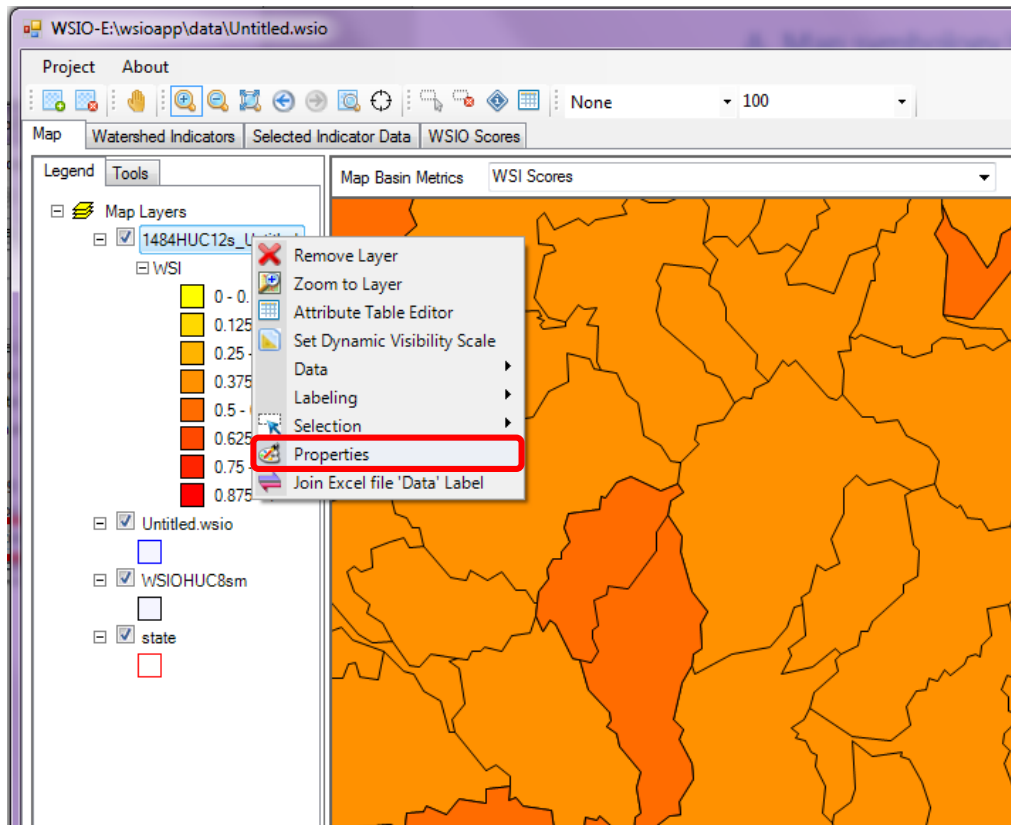 WSIO-E:\wsioapp\data\Untitled.wsio
Project About
None 100
Map Watershed Indicators Selected Indicator Data WSIO Scores
Legend Tools
Map Basin Metrics WSI Scores
Map Layers
1484HUC12s_Untitled
WSI
0 - 0.
0.125
0.25 -
0.375
0.5 -
0.625
0.75 -
0.875
Remove Layer
Zoom to Layer
Attribute Table Editor
Set Dynamic Visibility Scale
Data
Labeling
Selection
Properties
Join Excel file 'Data' Label
Untitled.wsio
WSIOHUC8sm
state